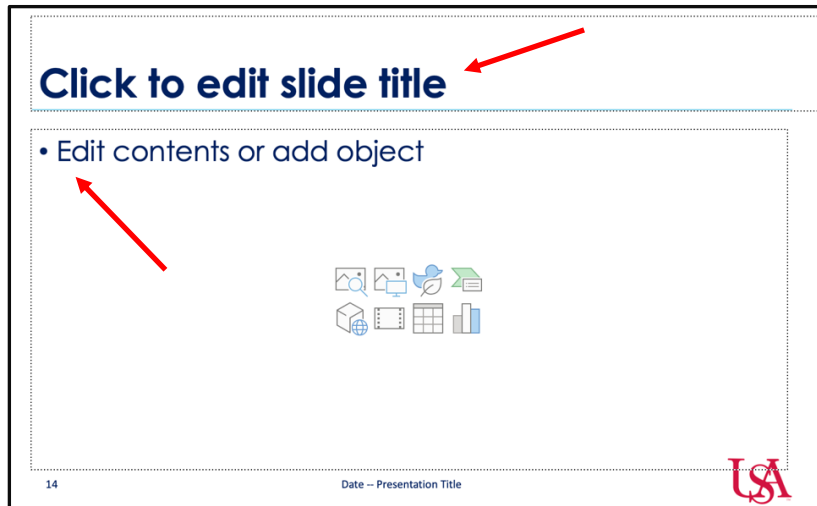 Click to edit slide title
• Edit contents or add object
14
Date -- Presentation Title
USA